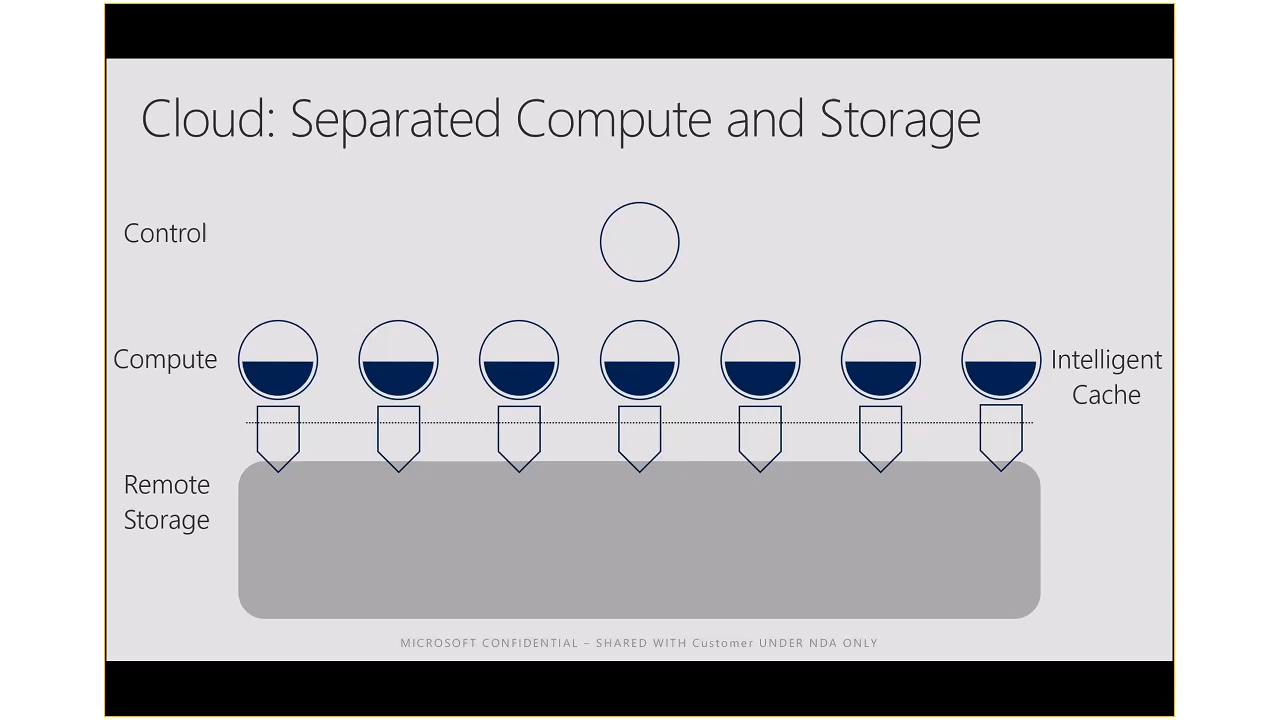 Cloud: Separated Compute and Storage
Control
Compute
Intelligent
Cache
Remote
Storage
MICROSOFT CONFIDENTIAL – SHARED WITH Customer UNDER NDA ONLY